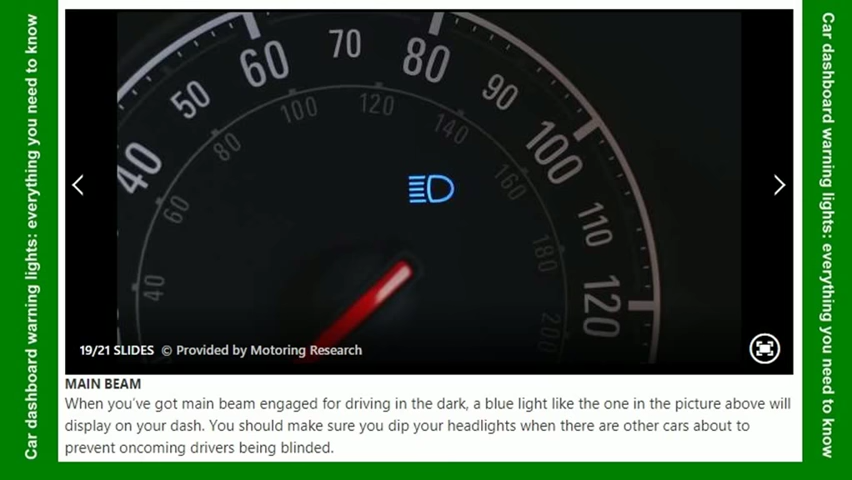 Car dashboard warning lights: everything you need to know
40
50
60
70
80
90
100
110
120
40
60
80
100
120
140
160
180
200
19/21 SLIDES © Provided by Motoring Research
MAIN BEAM
When you've got main beam engaged for driving in the dark, a blue light like the one in the picture above will
display on your dash. You should make sure you dip your headlights when there are other cars about to
prevent oncoming drivers being blinded.
Car dashboard warning lights: everything you need to know